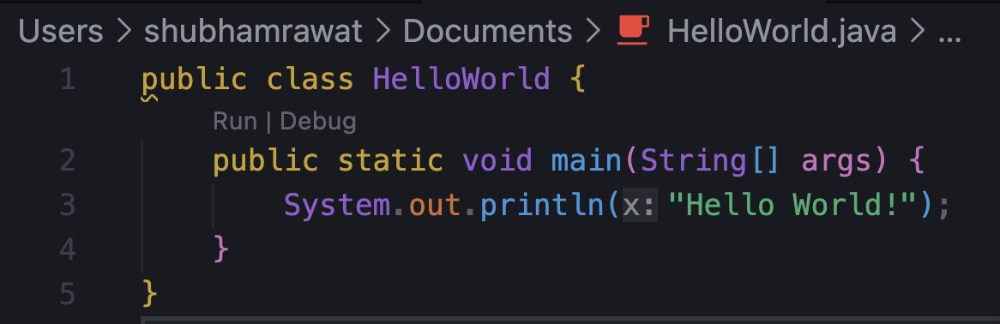 Users > shubhamrawat > Documents > HelloWorld.java > ...
1 public class HelloWorld {
Run | Debug
2 public static void main(String[] args) {
3 System.out.println(x: "Hello World!");
4 }
5 }